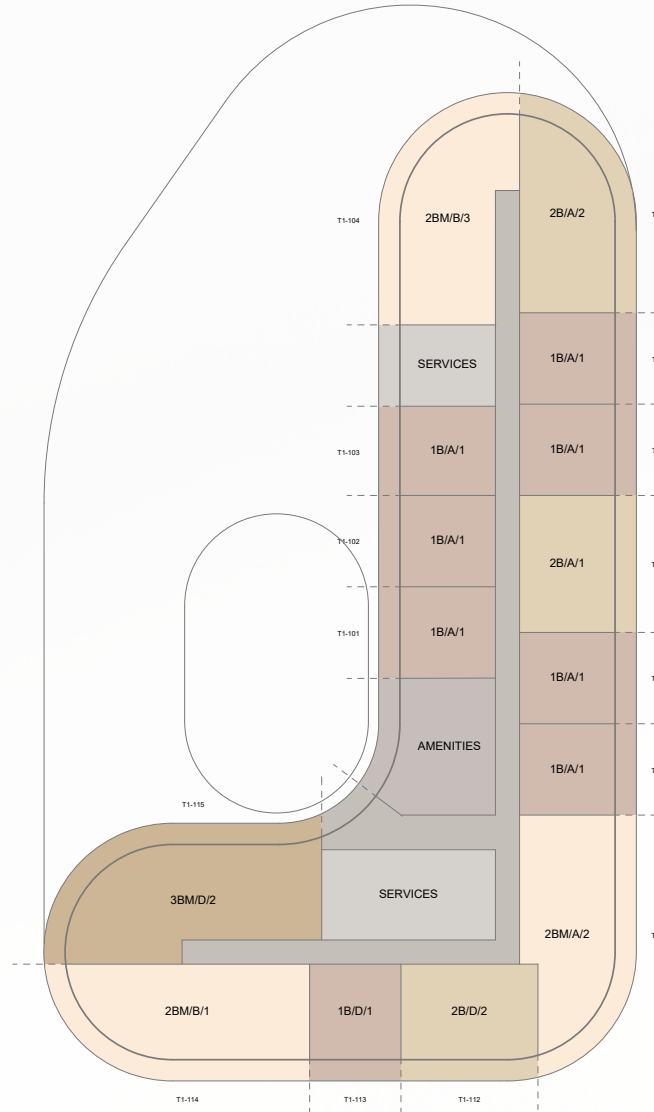 T1-104
2BM/B/3
2B/A/2
1B/A/1
SERVICES
T1-103
1B/A/1
1B/A/1
T1-102
1B/A/1
2B/A/1
T1-101
1B/A/1
1B/A/1
AMENITIES
1B/A/1
T1-115
3BM/D/2
SERVICES
2BM/A/2
2BM/B/1
1B/D/1
2B/D/2
T1-114
T1-113
T1-112